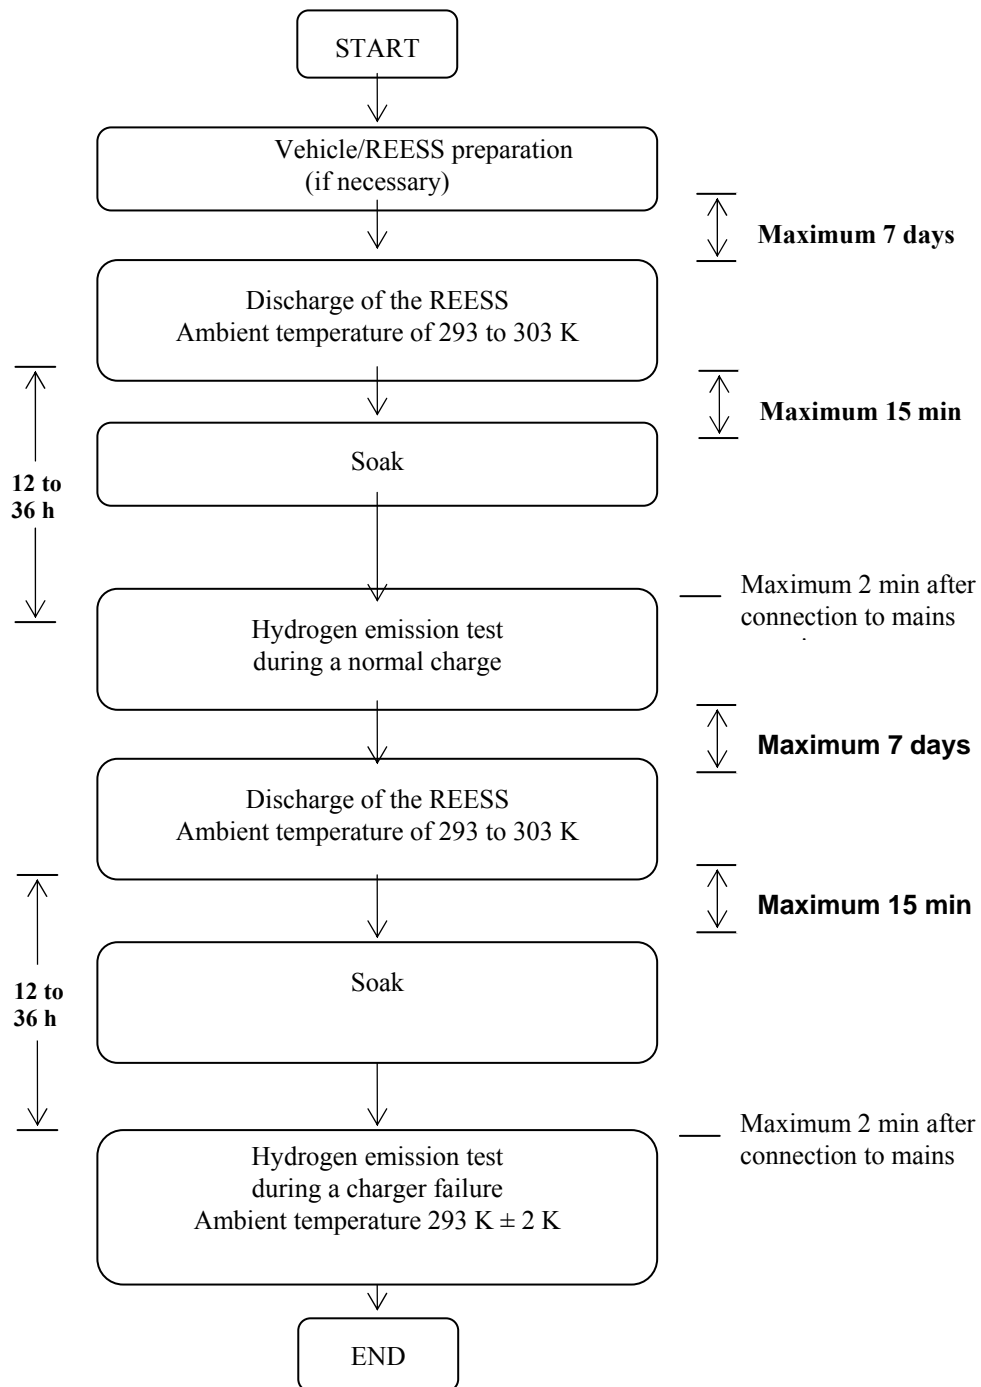 START
Vehicle/REESS preparation
(if necessary)
Maximum 7 days
Discharge of the REESS
Ambient temperature of 293 to 303 K
Maximum 15 min
Soak
12 to
36 h
Maximum 2 min after
connection to mains
Hydrogen emission test
during a normal charge
Maximum 7 days
Discharge of the REESS
Ambient temperature of 293 to 303 K
Maximum 15 min
Soak
12 to
36 h
Maximum 2 min after
connection to mains
Hydrogen emission test
during a charger failure
Ambient temperature 293 K ± 2 K
END